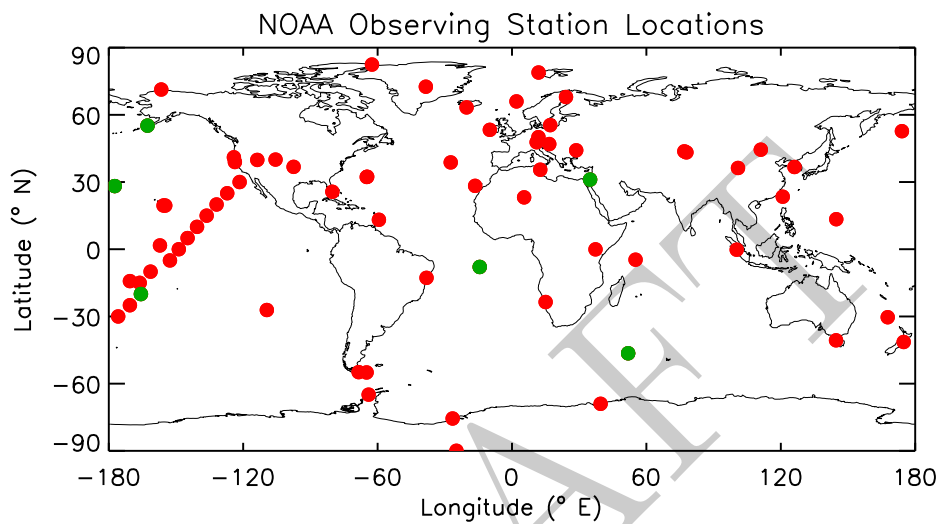 NOAA Observing Station Locations
90
60
30
0
−30
−60
−90
Latitude (° N)
−180 −120 −60 0 60 120 180
Longitude (° E)
AFT